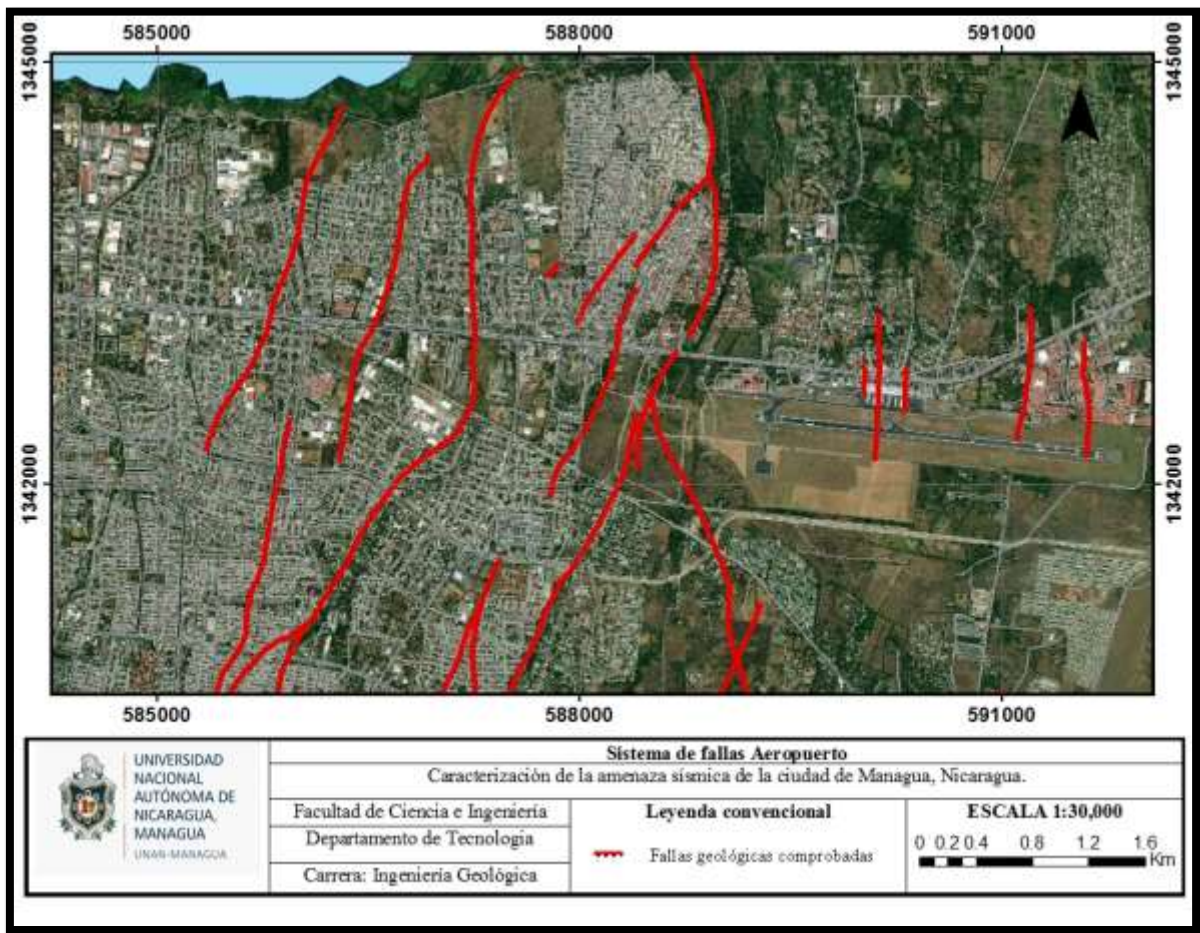 585000 588000 591000
1345000 1345000
1342000 1342000
585000 588000 591000
UNIVERSIDAD
NACIONAL
AUTÓNOMA DE
NICARAGUA,
MANAGUA
UNAN-MANAGUA
Sistema de fallas Aeropuerto
Caracterización de la amenaza sísmica de la ciudad de Managua, Nicaragua.
Facultad de Ciencia e Ingeniería
Departamento de Tecnología
Carrera: Ingeniería Geológica
Leyenda convencional
Fallas geológicas comprobadas
ESCALA 1:30,000
0 0.2 0.4 0.8 1.2 1.6
Km